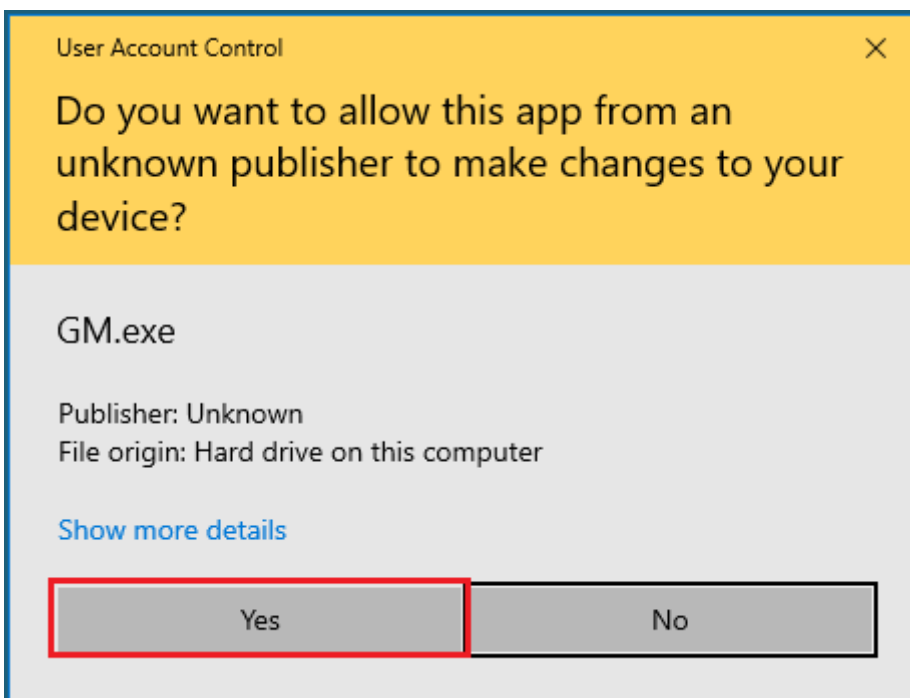 User Account Control
Do you want to allow this app from an
unknown publisher to make changes to your
device?
GM.exe
Publisher: Unknown
File origin: Hard drive on this computer
Show more details
Yes
No